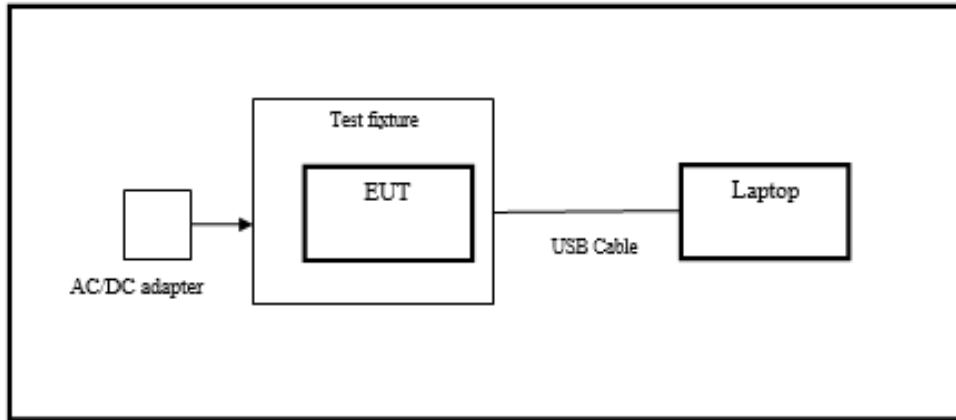 Test fixture
EUT
Laptop
USB Cable
AC/DC adapter